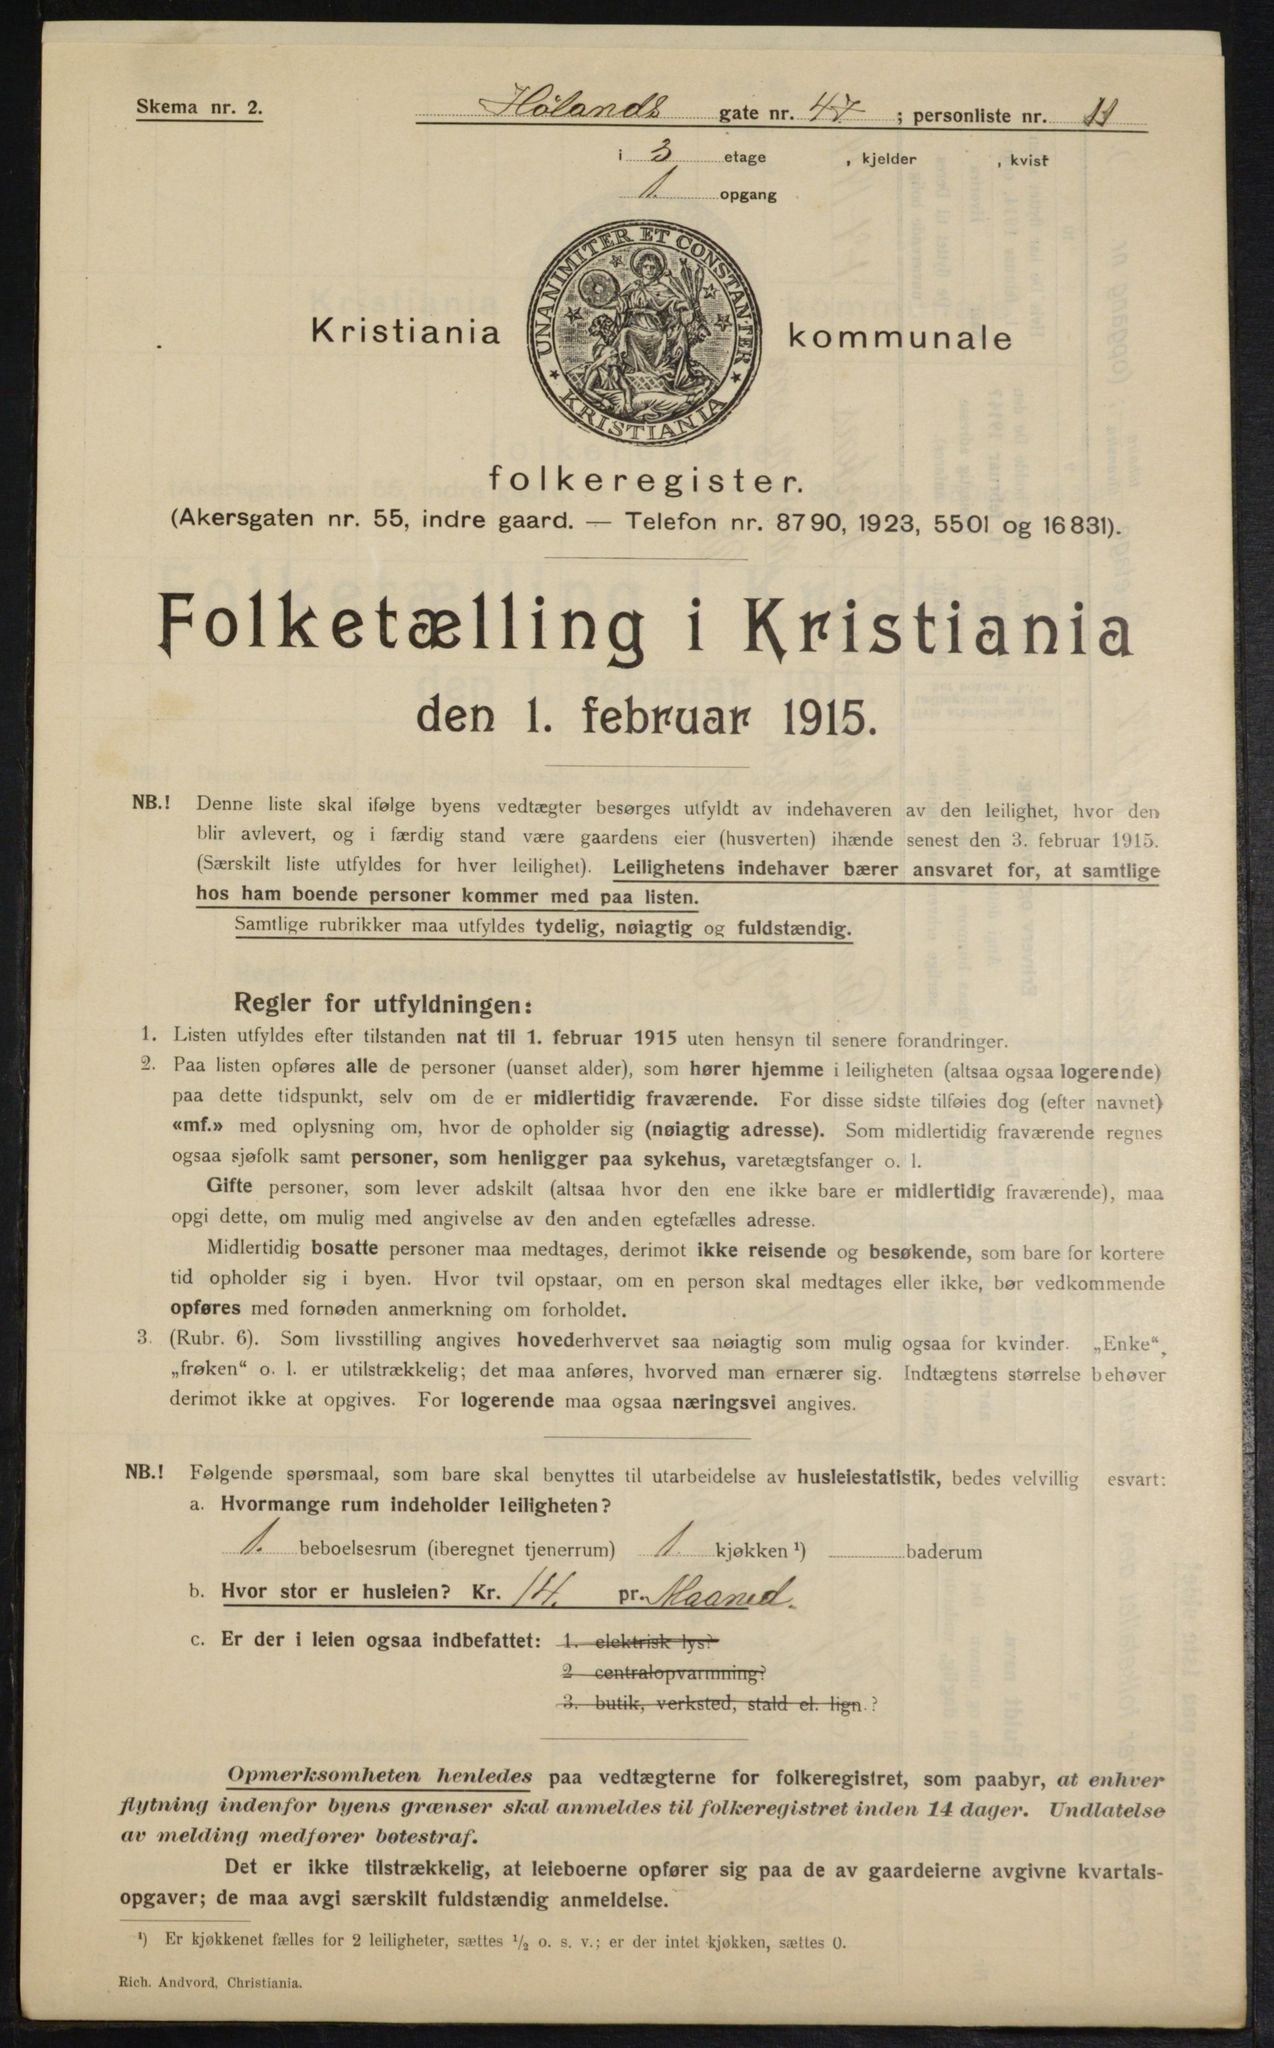 Skema nr. 2.
Hølands gate nr. 47 ; personliste nr. 11
i 3 etage , kjelder , kvist
1. opgang
UNANIMITER ET CONSTANTER
KRISTIANIA
Kristiania kommunale
folkeregister.
(Akersgaten nr. 55, indre gaard. — Telefon nr. 8790, 1923, 5501 og 16831).
Folketælling i Kristiania
den 1. februar 1915.
NB.! Denne liste skal ifølge byens vedtægter besørges utfyldt av indehaveren av den leilighet, hvor den
blir avlevert, og i færdig stand være gaardens eier (husverten) ihænde senest den 3. februar 1915.
(Særskilt liste utfyldes for hver leilighet). Leilighetens indehaver bærer ansvaret for, at samtlige
hos ham boende personer kommer med paa listen.
Samtlige rubrikker maa utfyldes tydelig, nøiagtig og fuldstændig.
Regler for utfyldningen:
1. Listen utfyldes efter tilstanden nat til 1. februar 1915 uten hensyn til senere forandringer.
2. Paa listen opføres alle de personer (uanset alder), som hører hjemme i leiligheten (altsaa ogsaa logerende)
paa dette tidspunkt, selv om de er midlertidig fraværende. For disse sidste tilføies dog (efter navnet)
«mf.» med oplysning om, hvor de opholder sig (nøiagtig adresse). Som midlertidig fraværende regnes
ogsaa sjøfolk samt personer, som henligger paa sykehus, varetægtsfanger o. l.
Gifte personer, som lever adskilt (altsaa hvor den ene ikke bare er midlertidig fraværende), maa
opgi dette, om mulig med angivelse av den anden egtefælles adresse.
Midlertidig bosatte personer maa medtages, derimot ikke reisende og besøkende, som bare for kortere
tid opholder sig i byen. Hvor tvil opstaar, om en person skal medtages eller ikke, bør vedkommende
opføres med fornøden anmerkning om forholdet.
3. (Rubr. 6). Som livsstilling angives hovederhvervet saa nøiagtig som mulig ogsaa for kvinder. „Enke“,
„frøken“ o. l. er utilstrækkelig; det maa anføres, hvorved man ernærer sig. Indtægtens størrelse behøver
derimot ikke at opgives. For logerende maa ogsaa næringsvei angives.
NB.! Følgende spørsmaal, som bare skal benyttes til utarbeidelse av husleiestatistik, bedes velvillig esvart:
a. Hvormange rum indeholder leiligheten?
1. beboelsesrum (iberegnet tjenerrum) 1 kjøkken ¹) baderum
b. Hvor stor er husleien? Kr. 14. pr. Maaned.
c. Er der i leien ogsaa indbefattet: 1. elektrisk lys?
2 centralopvarmning?
3. butik, verksted, stald el. lign.?
Opmerksomheten henledes paa vedtægterne for folkeregistret, som paabyr, at enhver
flytning indenfor byens grænser skal anmeldes til folkeregistret inden 14 dager. Undlatelse
av melding medfører bøtestraf.
Det er ikke tilstrækkelig, at leieboerne opfører sig paa de av gaardeierne avgivne kvartals-
opgaver; de maa avgi særskilt fuldstændig anmeldelse.
¹) Er kjøkkenet fælles for 2 leiligheter, sættes ½ o. s. v.; er der intet kjøkken, sættes 0.
Rich. Andvord, Christiania.